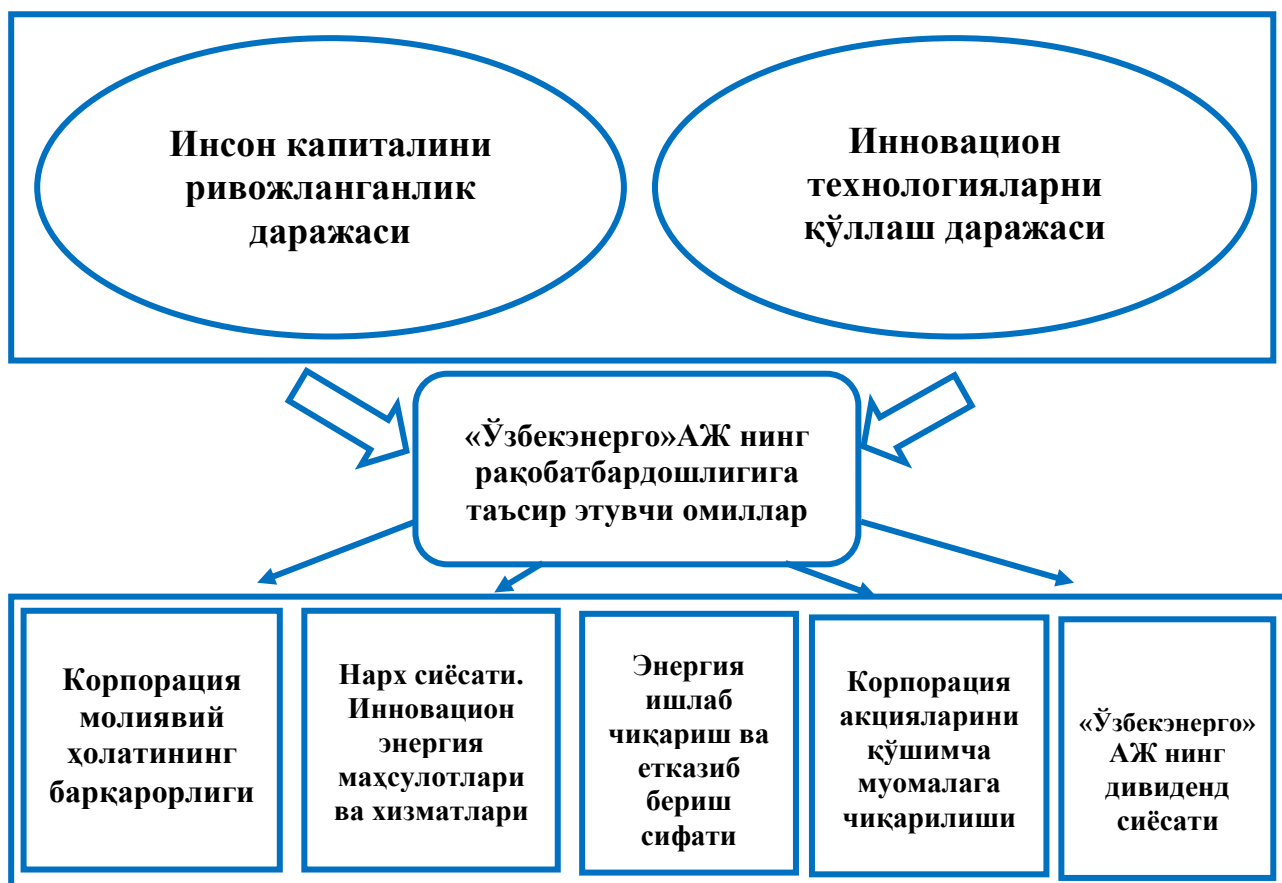 Инсон капиталини
ривожланганлик
даражаси
Инновацион
технологияларни
қўллаш даражаси
«Ўзбекэнерго»АЖ нинг
рақобатбардошлигига
таъсир этувчи омиллар
Корпорация
молиявий
ҳолатининг
барқарорлиги
Нарх сиёсати.
Инновацион
энергия
маҳсулотлари
ва хизматлари
Энергия
ишлаб
чиқариш ва
етказиб
бериш
сифати
Корпорация
акцияларини
қўшимча
муомалага
чиқарилиши
«Ўзбекэнерго»
АЖ нинг
дивиденд
сиёсати